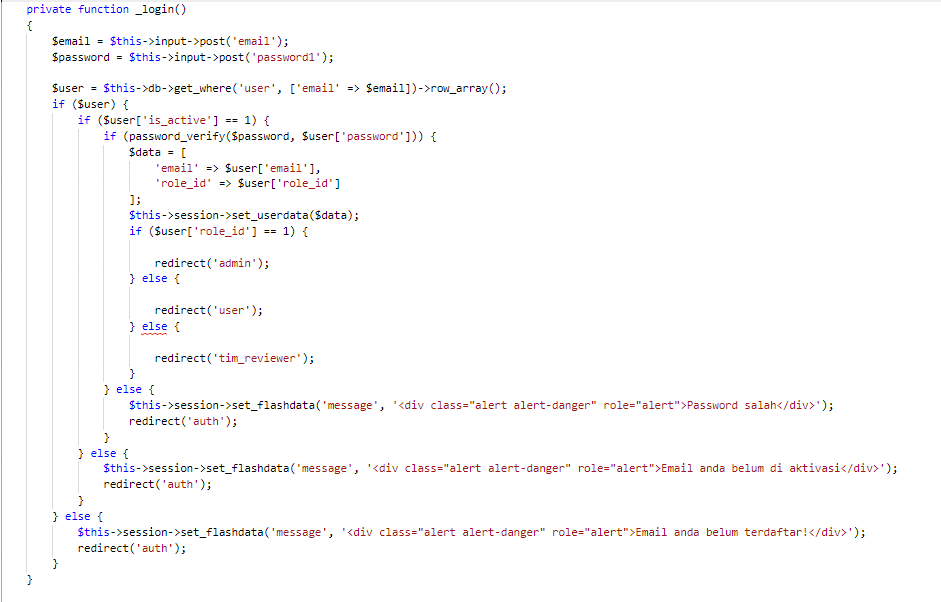 private function _login()
{
    $email = $this->input->post('email');
    $password = $this->input->post('password1');

    $user = $this->db->get_where('user', ['email' => $email])->row_array();
    if ($user) {
        if ($user['is_active'] == 1) {
            if (password_verify($password, $user['password'])) {
                $data = [
                    'email' => $user['email'],
                    'role_id' => $user['role_id']
                ];
                $this->session->set_userdata($data);
                if ($user['role_id'] == 1) {

                    redirect('admin');
                } else {

                    redirect('user');
                } else {

                    redirect('tim_reviewer');
                }
            } else {
                $this->session->set_flashdata('message', '<div class="alert alert-danger" role="alert">Password salah</div>');
                redirect('auth');
            }
        } else {
            $this->session->set_flashdata('message', '<div class="alert alert-danger" role="alert">Email anda belum di aktivasi</div>');
            redirect('auth');
        }
    } else {
        $this->session->set_flashdata('message', '<div class="alert alert-danger" role="alert">Email anda belum terdaftar!</div>');
        redirect('auth');
    }
}